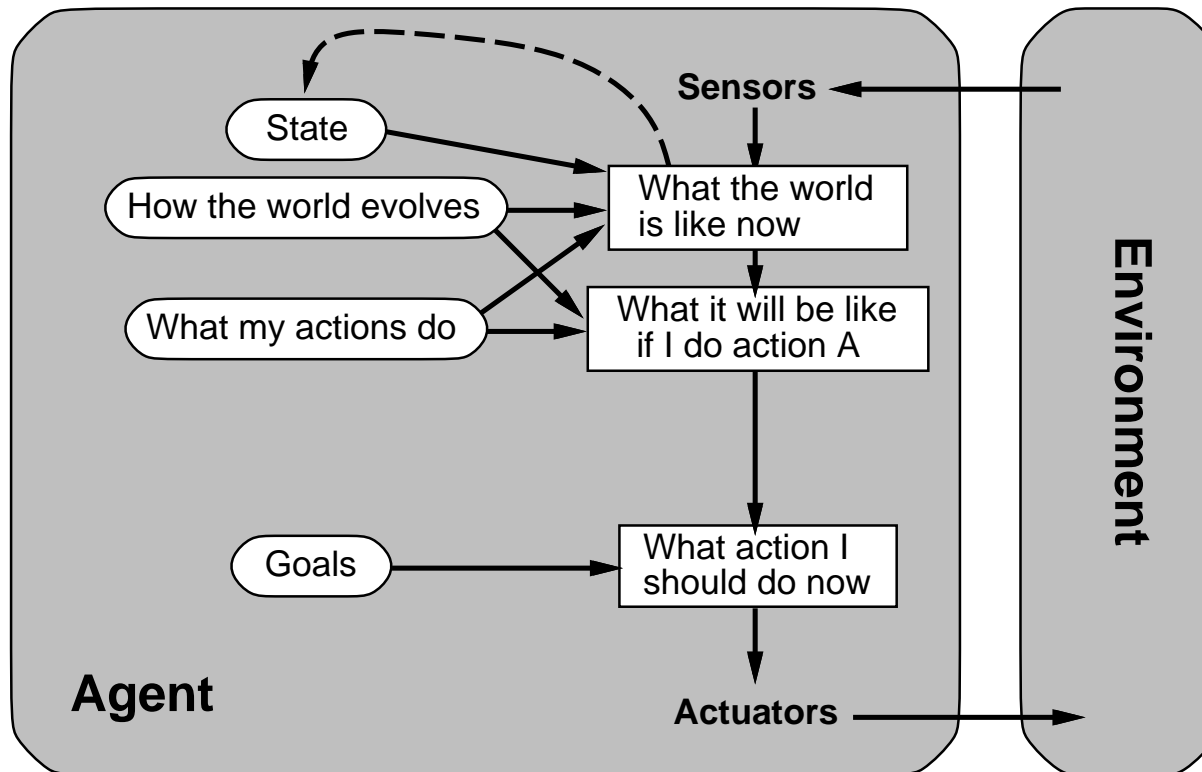 Sensors
State
What the world
is like now
How the world evolves
What my actions do
What it will be like
if I do action A
Goals
What action I
should do now
Agent
Actuators
Environment